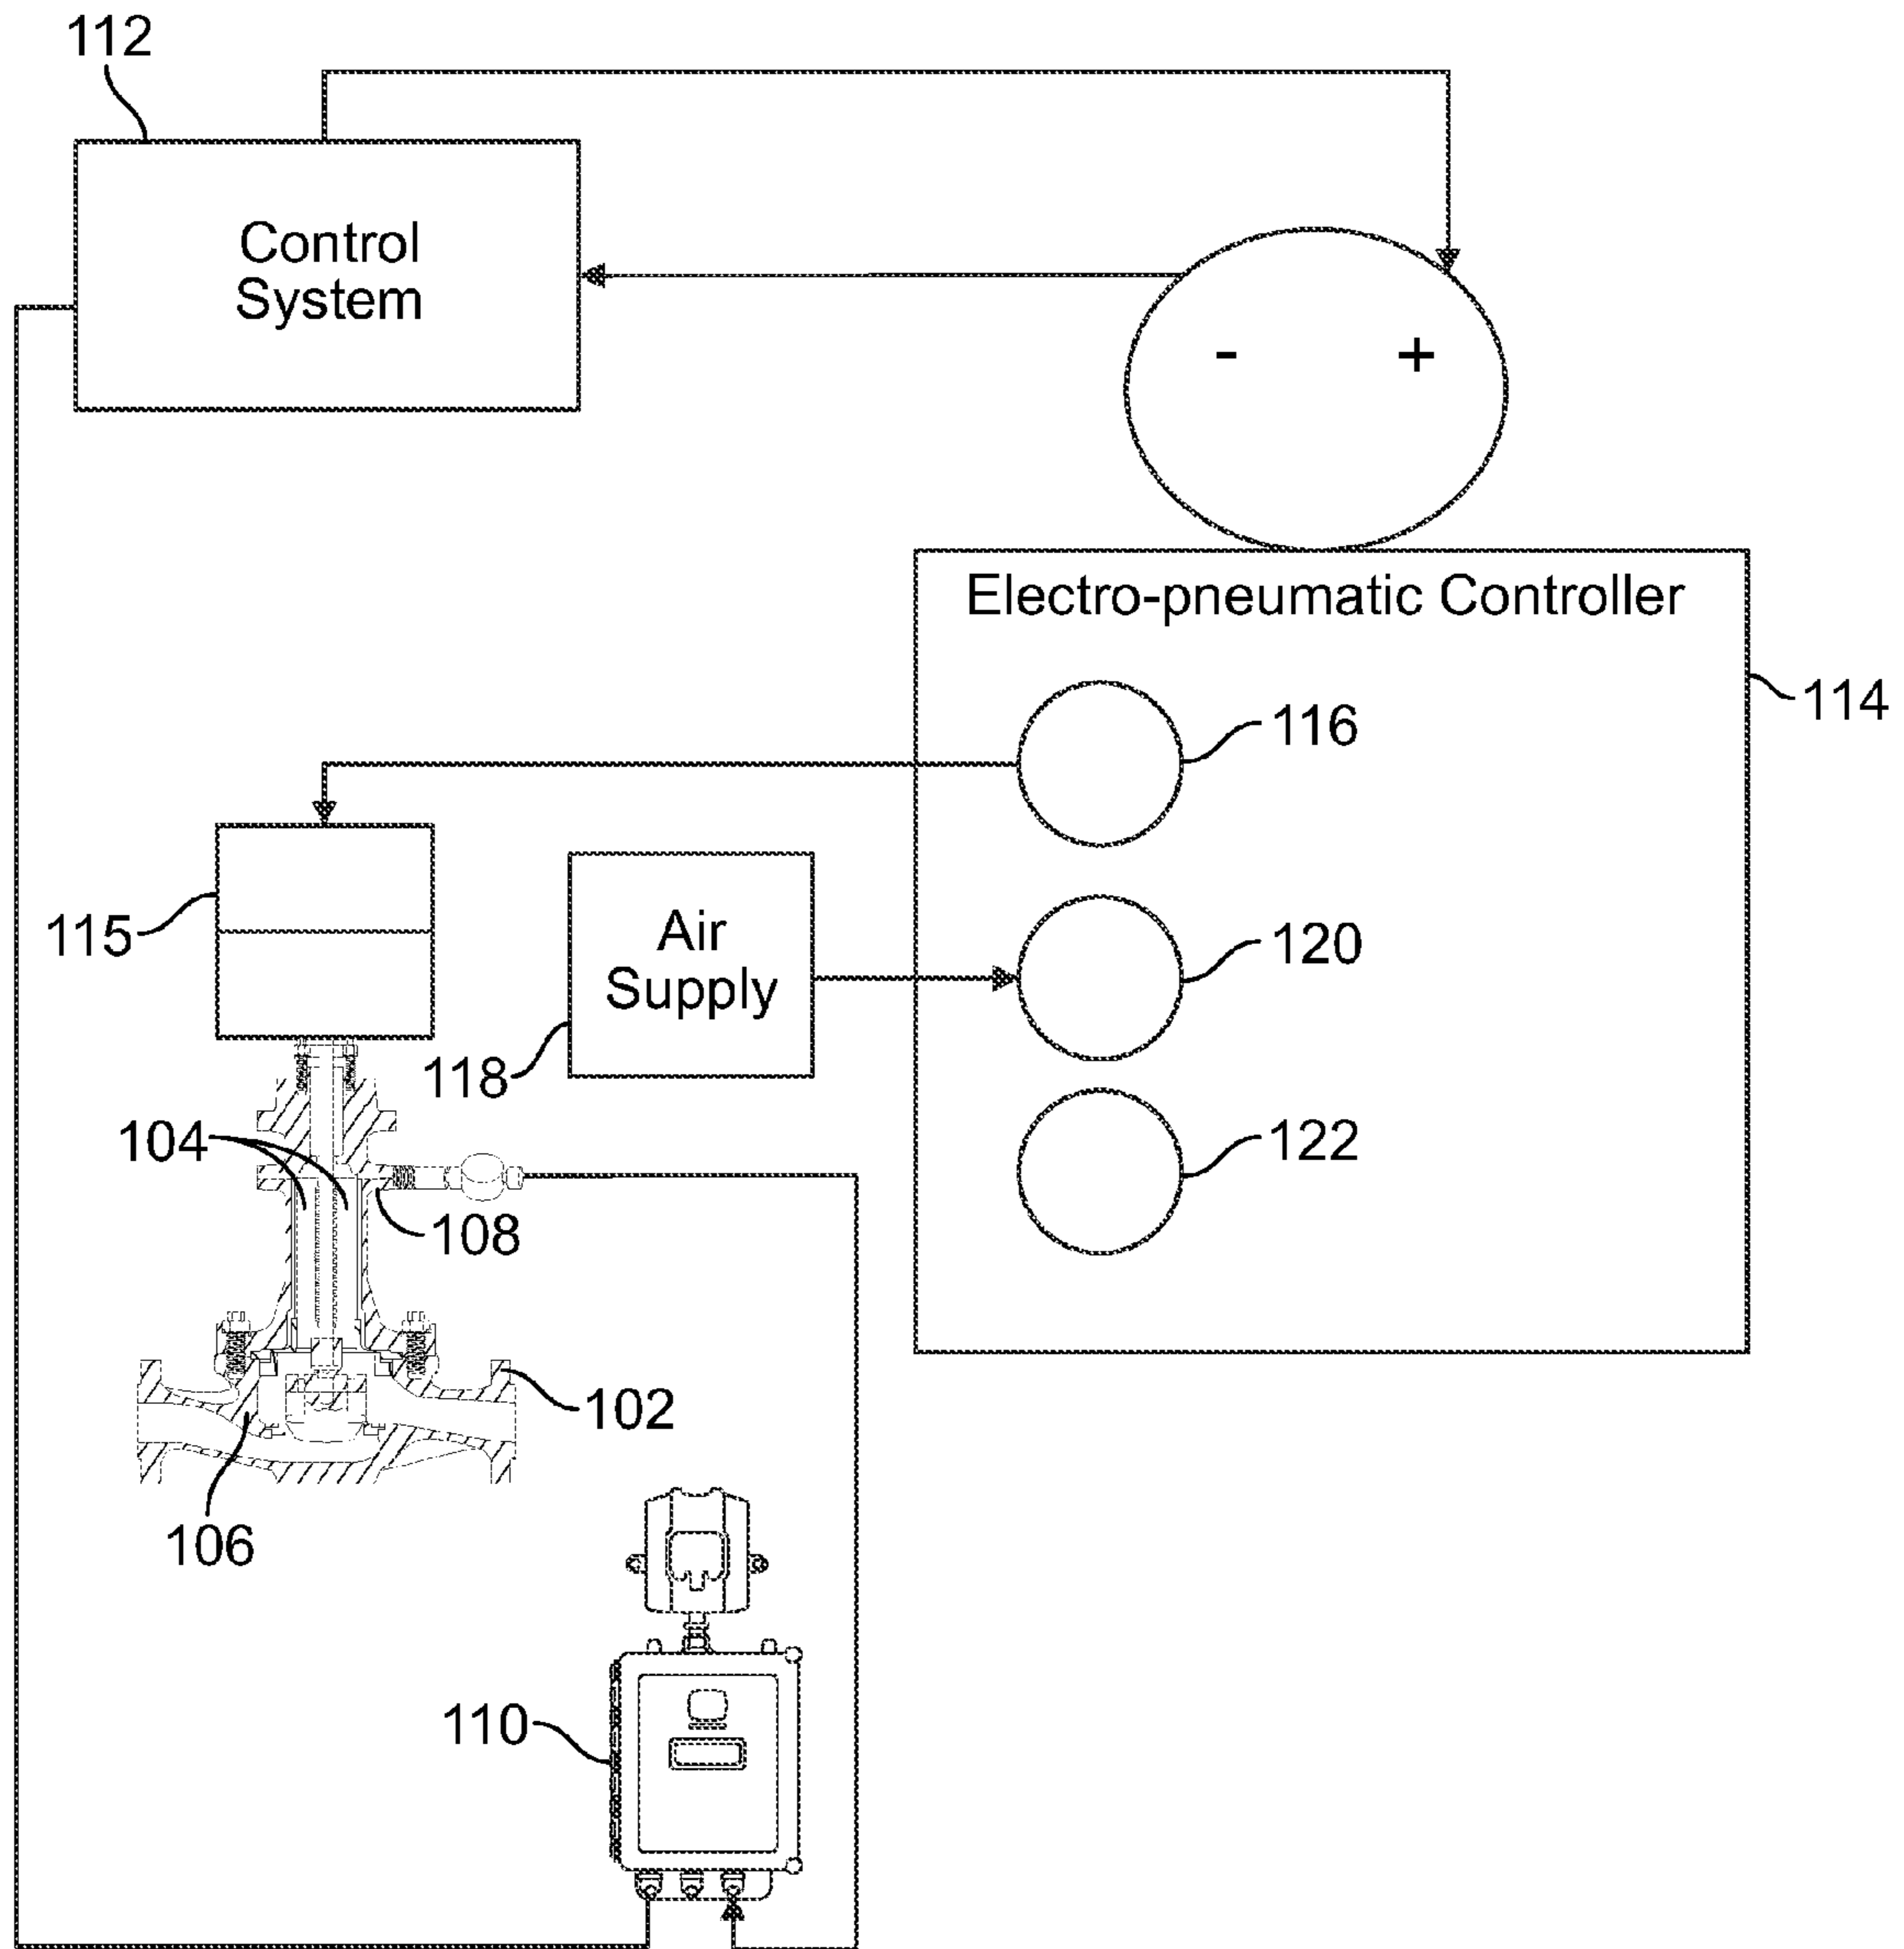 112
Control
System
- +
Electro-pneumatic Controller
114
116
115
Air
Supply
120
118
104
122
108
102
106
110